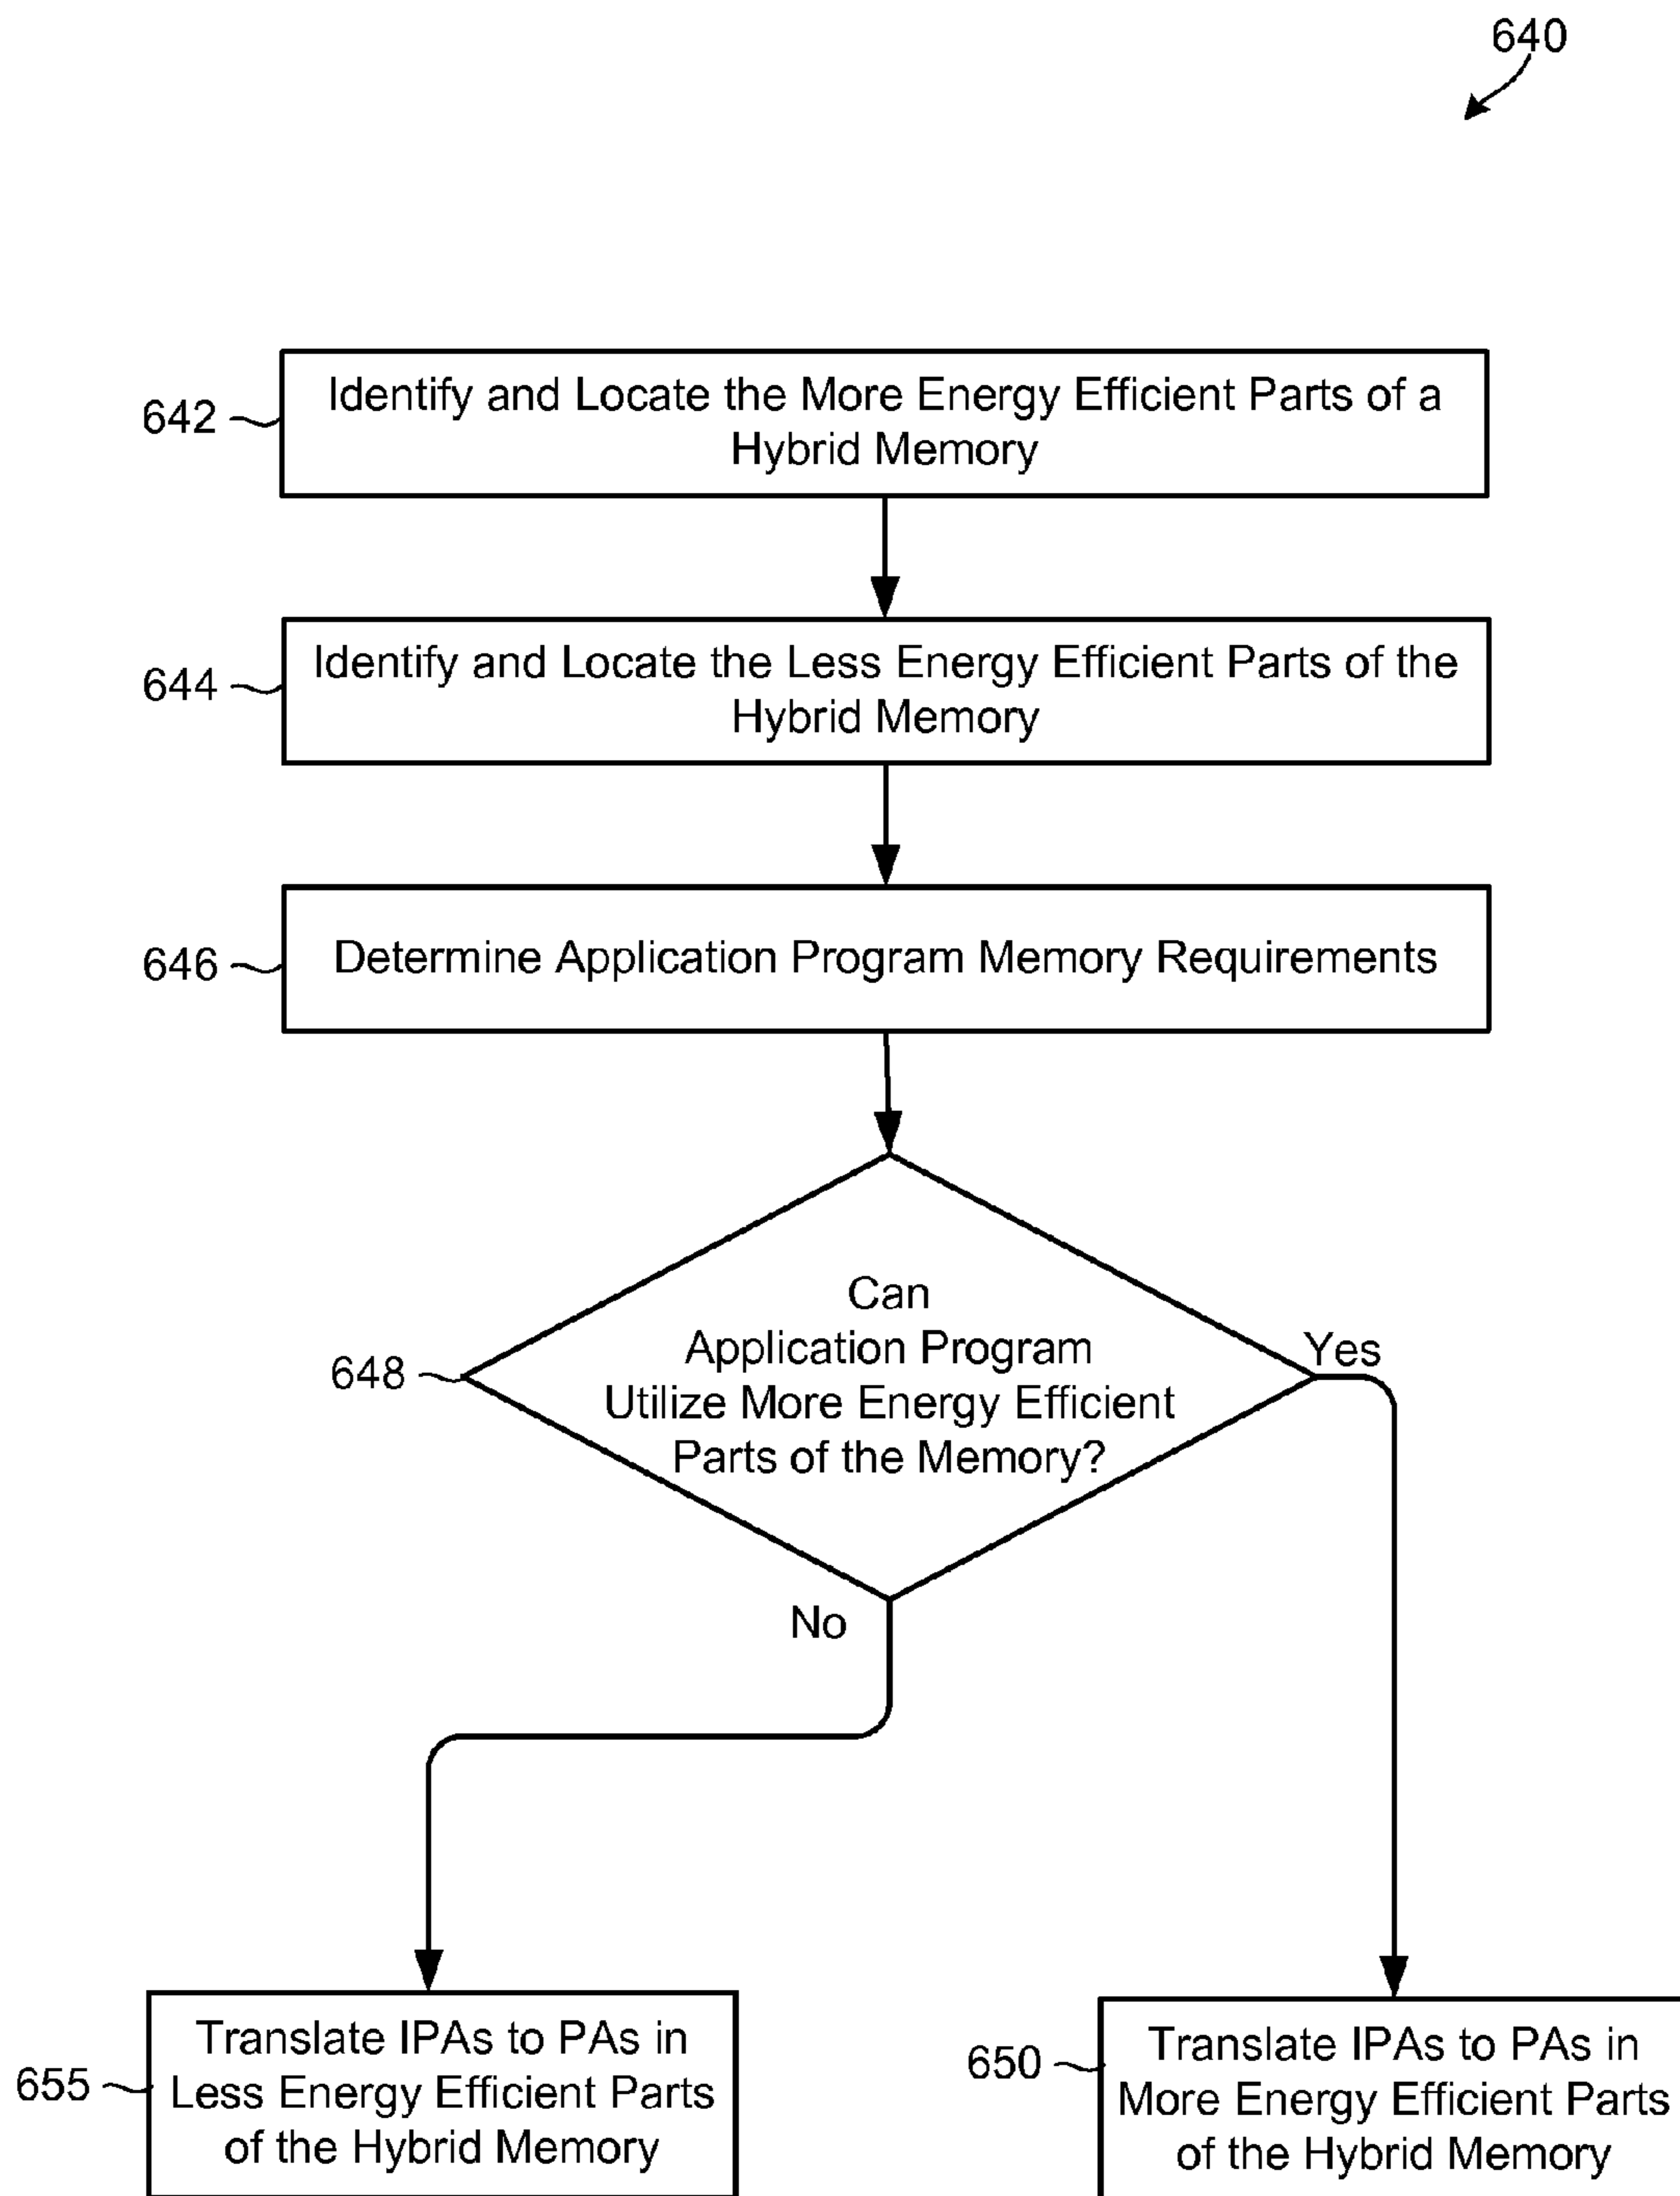 640
642
Identify and Locate the More Energy Efficient Parts of a
Hybrid Memory
644
Identify and Locate the Less Energy Efficient Parts of the
Hybrid Memory
646
Determine Application Program Memory Requirements
648
Can
Application Program
Utilize More Energy Efficient
Parts of the Memory?
Yes
No
655
Translate IPAs to PAs in
Less Energy Efficient Parts
of the Hybrid Memory
650
Translate IPAs to PAs in
More Energy Efficient Parts
of the Hybrid Memory